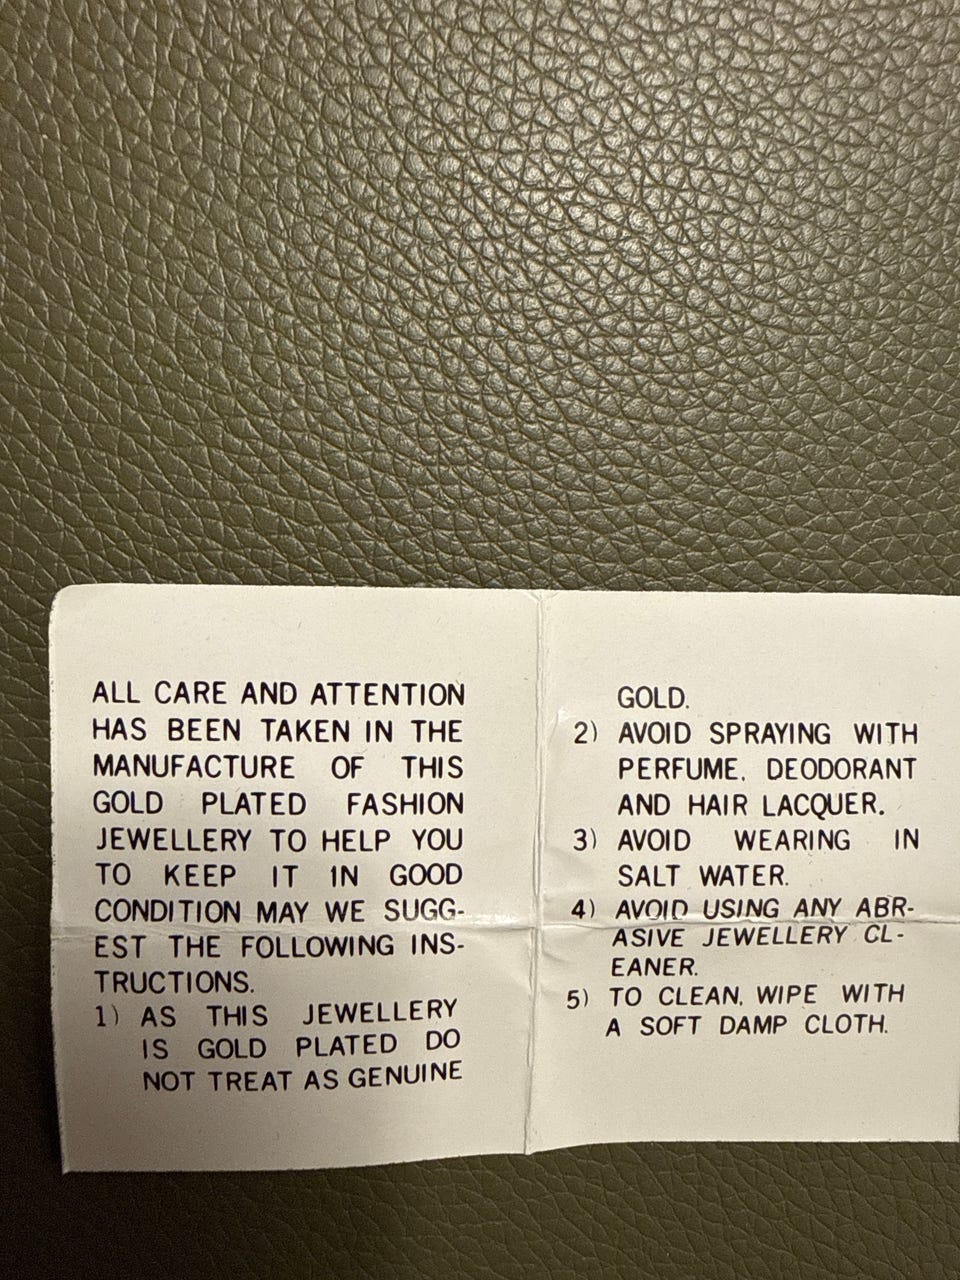 ALL CARE AND ATTENTION
HAS BEEN TAKEN IN THE
MANUFACTURE OF THIS
GOLD PLATED FASHION
JEWELLERY TO HELP YOU
TO KEEP IT IN GOOD
CONDITION MAY WE SUGG-
EST THE FOLLOWING INS-
TRUCTIONS.
1) AS THIS JEWELLERY
IS GOLD PLATED DO
NOT TREAT AS GENUINE
GOLD.
2) AVOID SPRAYING WITH
PERFUME, DEODORANT
AND HAIR LACQUER.
3) AVOID WEARING IN
SALT WATER.
4) AVOID USING ANY ABR-
ASIVE JEWELLERY CL-
EANER.
5) TO CLEAN, WIPE WITH
A SOFT DAMP CLOTH.